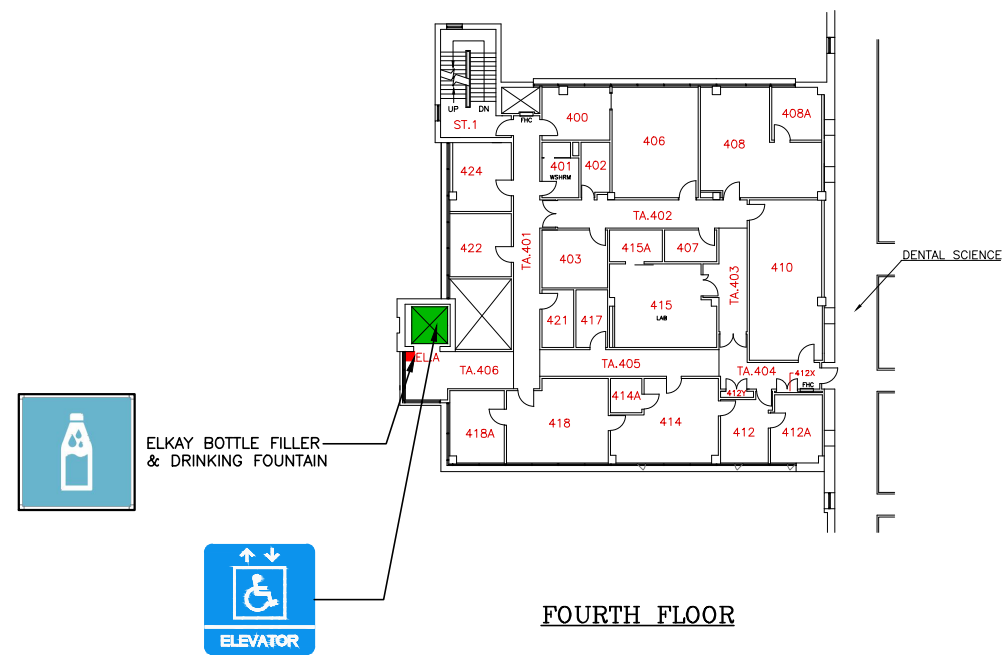 UP DN
ST.1
FHC
400
408A
406
408
424
401
WSHRM
402
TA.401
TA.402
422
403
415A
407
TA.403
410
DENTAL SCIENCE
415
LAB
421
417
EL.A
TA.406
TA.405
TA.404
412X
FHC
414A
412Y
418A
418
414
412
412A
ELKAY BOTTLE FILLER
& DRINKING FOUNTAIN
ELEVATOR
FOURTH FLOOR